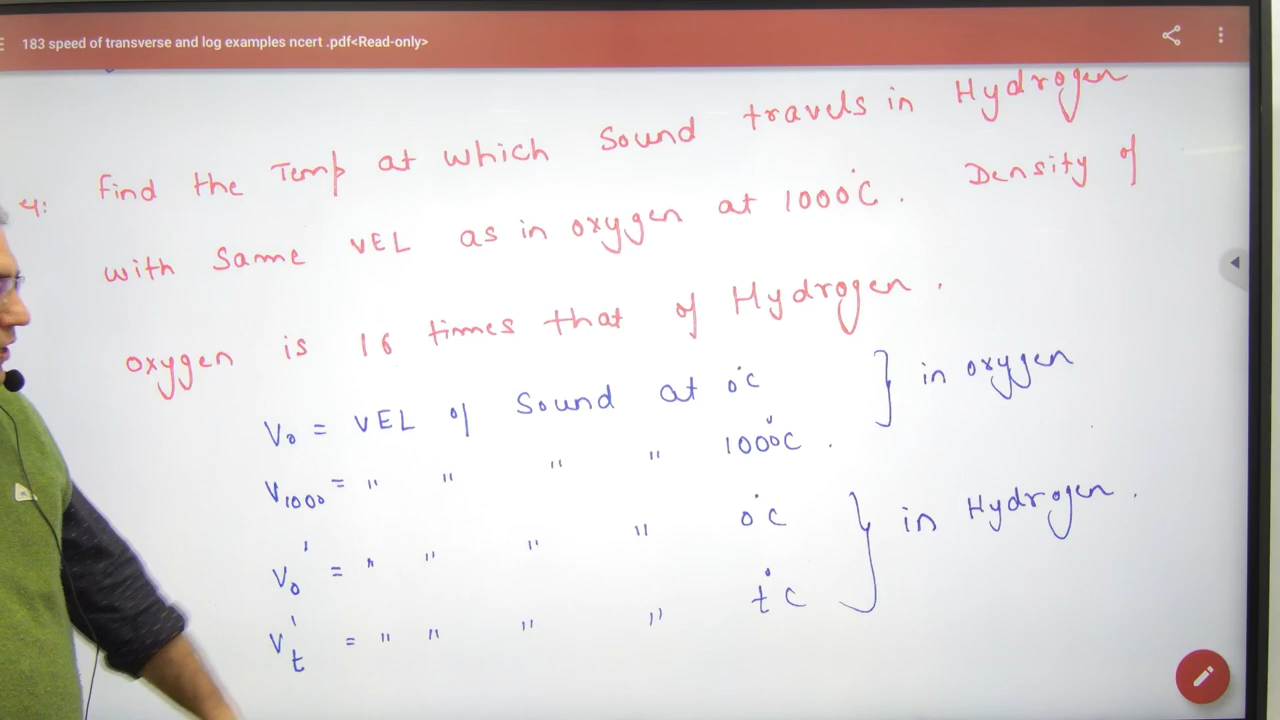 183 speed of transverse and log examples ncert .pdf<Read-only>
4: Find the Temp at which Sound travels in Hydrogen
with Same VEL as in oxygen at 1000°C. Density of
oxygen is 16 times that of Hydrogen.
V₀ = VEL of Sound at 0°C } in oxygen
V₁₀₀₀ = " " " " 1000°C.
V₀' = " " " " 0°C } in Hydrogen.
Vₜ' = " " " " t°C